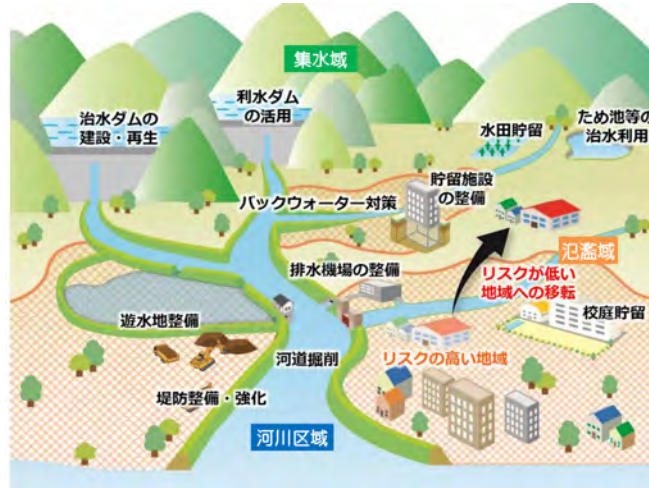 集水域
治水ダムの
建設・再生
利水ダム
の活用
水田貯留
ため池等の
治水利用
バックウォーター対策
貯留施設
の整備
氾濫域
排水機場の整備
リスクが低い
地域への移転
遊水地整備
校庭貯留
河道掘削
リスクの高い地域
堤防整備・強化
河川区域